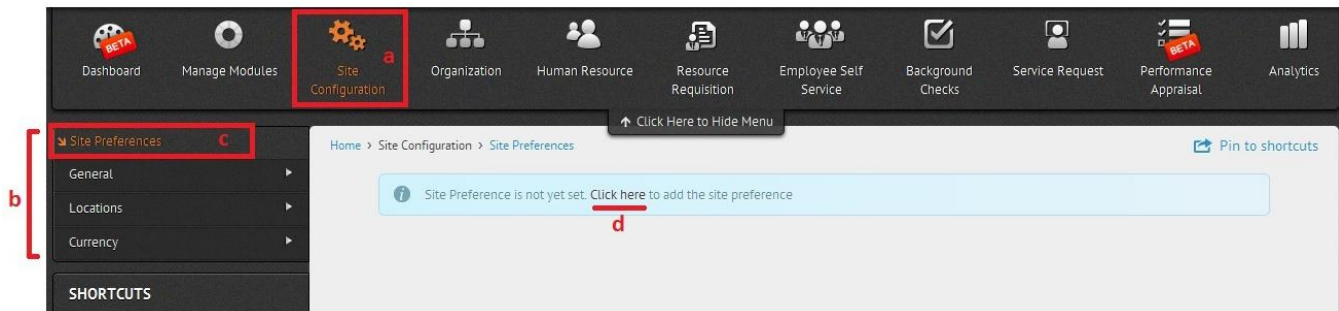 BETA
BETA
Dashboard
Manage Modules
Site
Configuration
a
Organization
Human Resource
Resource
Requisition
Employee Self
Service
Background
Checks
Service Request
Performance
Appraisal
Analytics
↑ Click Here to Hide Menu
b
Site Preferences
c
General
Locations
Currency
SHORTCUTS
Home > Site Configuration > Site Preferences
Pin to shortcuts
Site Preference is not yet set. Click here to add the site preference
d